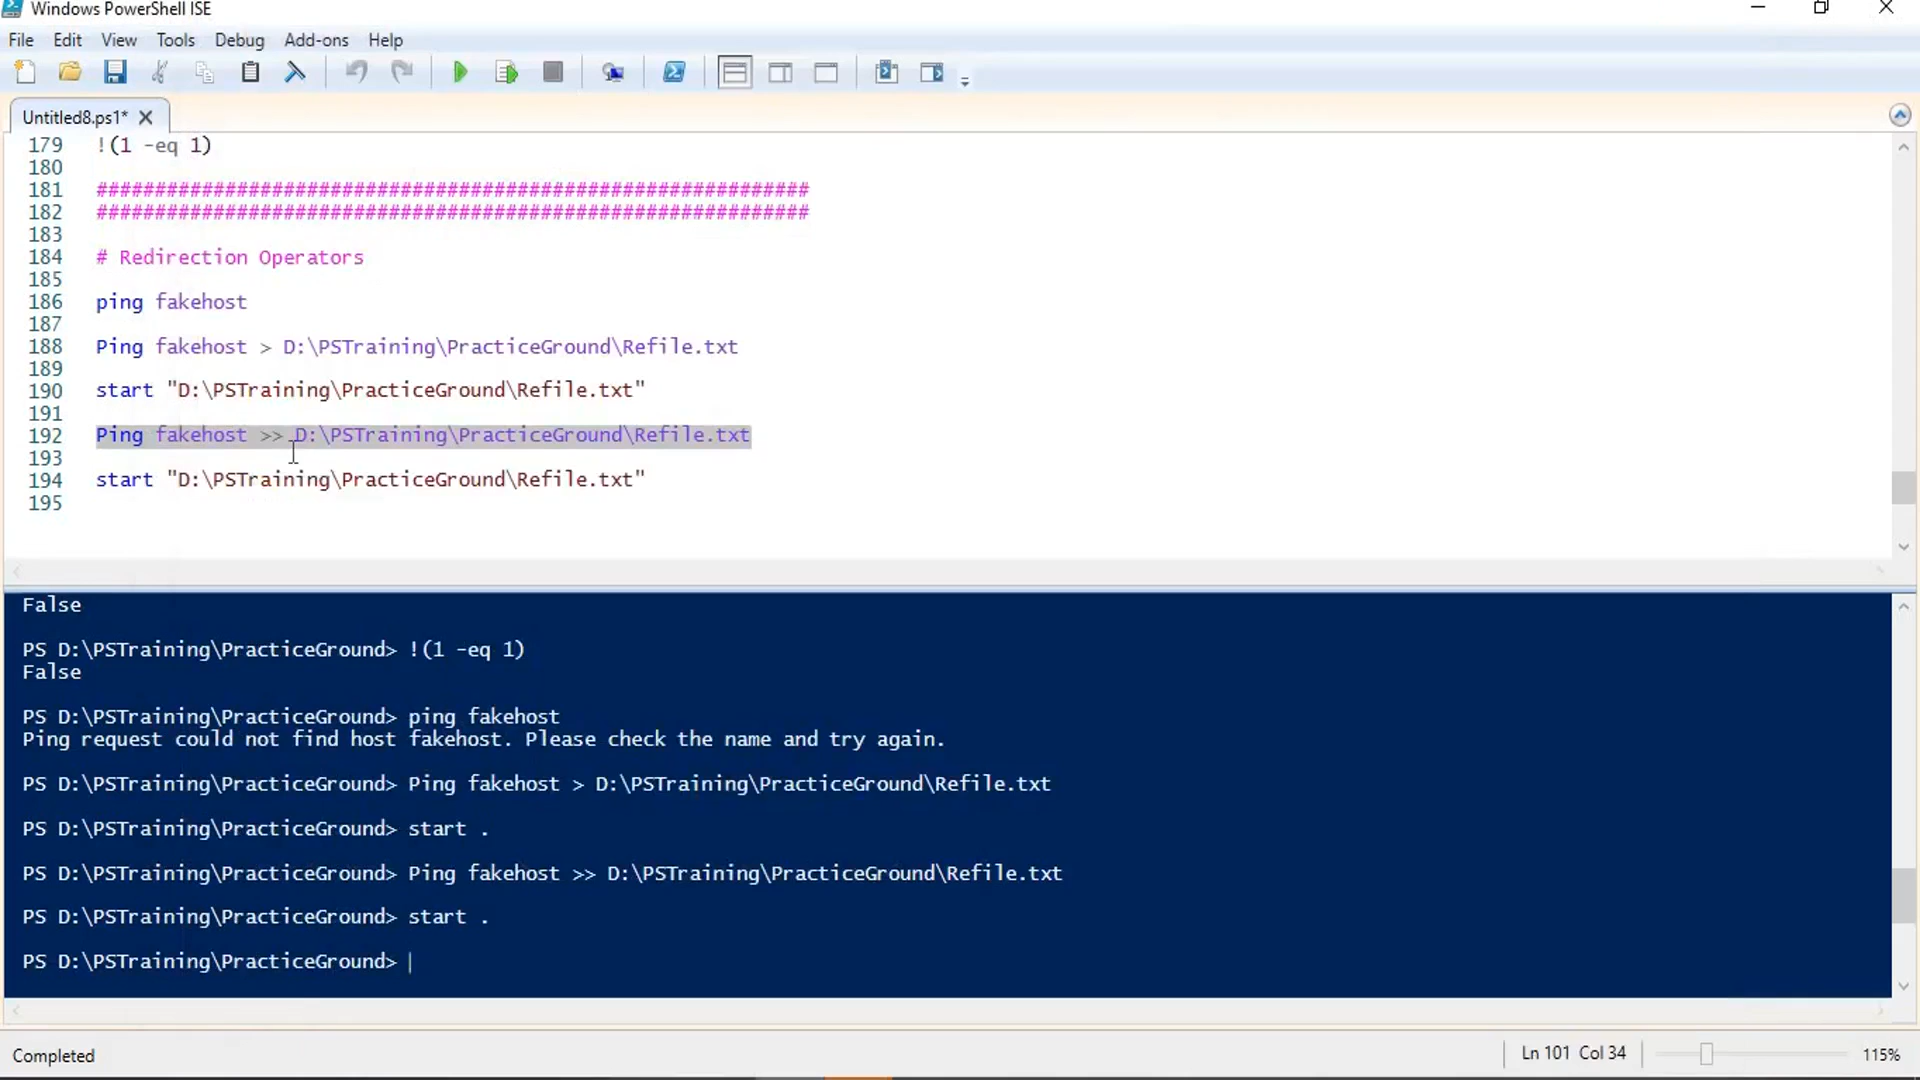 Windows PowerShell ISE
File Edit View Tools Debug Add-ons Help
Untitled8.ps1*
179 !(1 -eq 1)
180
181 #############################################################
182 #############################################################
183
184 # Redirection Operators
185
186 ping fakehost
187
188 Ping fakehost > D:\PSTraining\PracticeGround\Refile.txt
189
190 start "D:\PSTraining\PracticeGround\Refile.txt"
191
192 Ping fakehost >> D:\PSTraining\PracticeGround\Refile.txt
193
194 start "D:\PSTraining\PracticeGround\Refile.txt"
195
False
PS D:\PSTraining\PracticeGround> !(1 -eq 1)
False
PS D:\PSTraining\PracticeGround> ping fakehost
Ping request could not find host fakehost. Please check the name and try again.
PS D:\PSTraining\PracticeGround> Ping fakehost > D:\PSTraining\PracticeGround\Refile.txt
PS D:\PSTraining\PracticeGround> start .
PS D:\PSTraining\PracticeGround> Ping fakehost >> D:\PSTraining\PracticeGround\Refile.txt
PS D:\PSTraining\PracticeGround> start .
PS D:\PSTraining\PracticeGround>
Completed
Ln 101 Col 34
115%